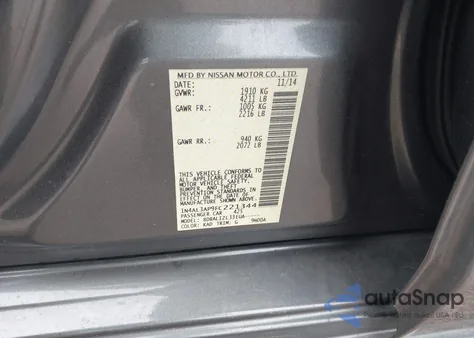 MFD BY NISSAN MOTOR CO., LTD.
DATE: 11/14
GVWR: 1910 KG
4211 LB
GAWR FR.: 1005 KG
2216 LB
GAWR RR.: 940 KG
2072 LB
THIS VEHICLE CONFORMS TO ALL
APPLICABLE FEDERAL MOTOR
VEHICLE SAFETY,
BUMPER, AND THEFT
PREVENTION STANDARDS
IN EFFECT ON THE DATE OF
MANUFACTURE SHOWN ABOVE.
1N4AL3AP9FC221344
PASSENGER CAR
MODEL:
COLOR: KAD TRIM: G
autoSnap